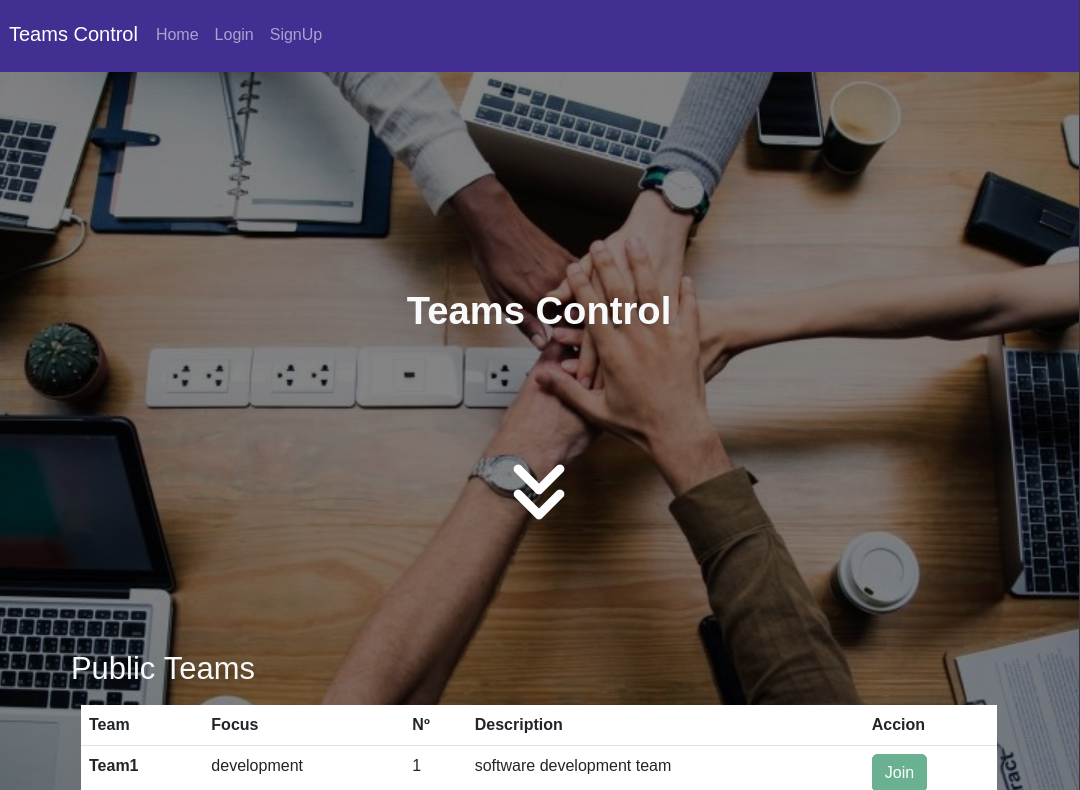 Teams Control Home Login SignUp
Teams Control
Public Teams
Team Focus Nº Description Accion
Team1 development 1 software development team Join
ract